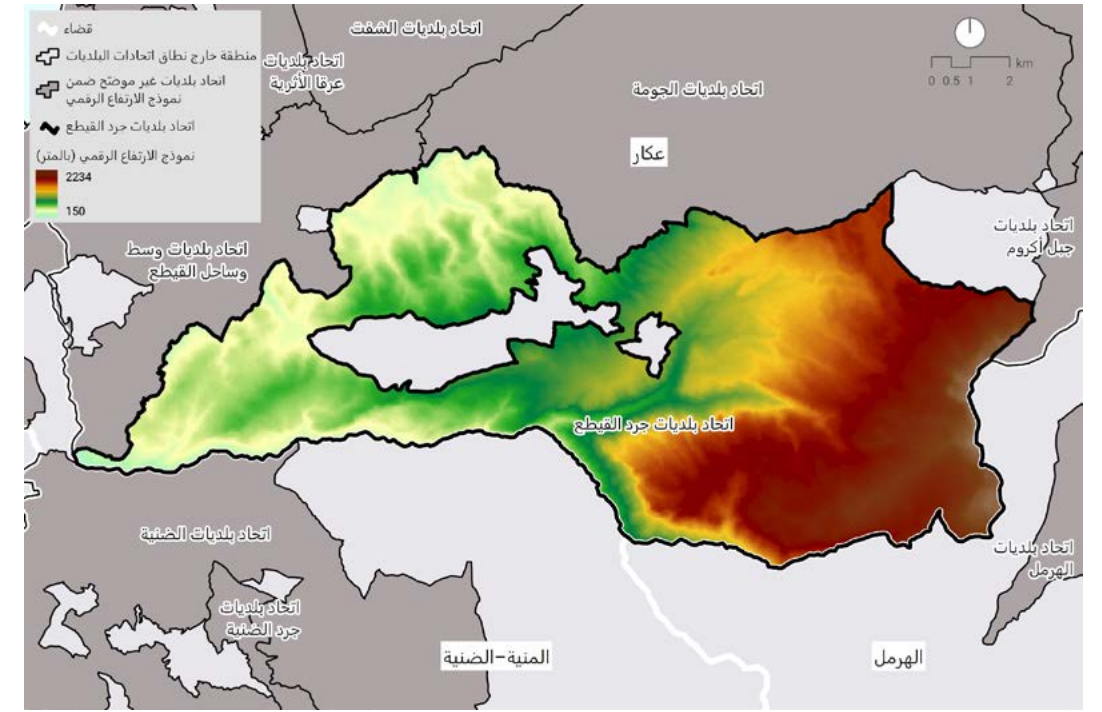 قضاء
منطقة خارج نطاق اتحادات البلديات
اتحاد بلديات غير موضّح ضمن
نموذج الارتفاع الرقمي
اتحاد بلديات جرد القيطع
نموذج الارتفاع الرقمي (بالمتر)
2234
150
اتحاد بلديات الشفت
اتحاد بلديات
عرقا الأثرية
اتحاد بلديات الجومة
km
0 0.5 1 2
عكار
اتحاد بلديات
جبل أكروم
اتحاد بلديات وسط
وساحل القيطع
اتحاد بلديات جرد القيطع
اتحاد بلديات الضنية
اتحاد بلديات
الهرمل
اتحاد بلديات
جرد الضنية
المنية-الضنية
الهرمل